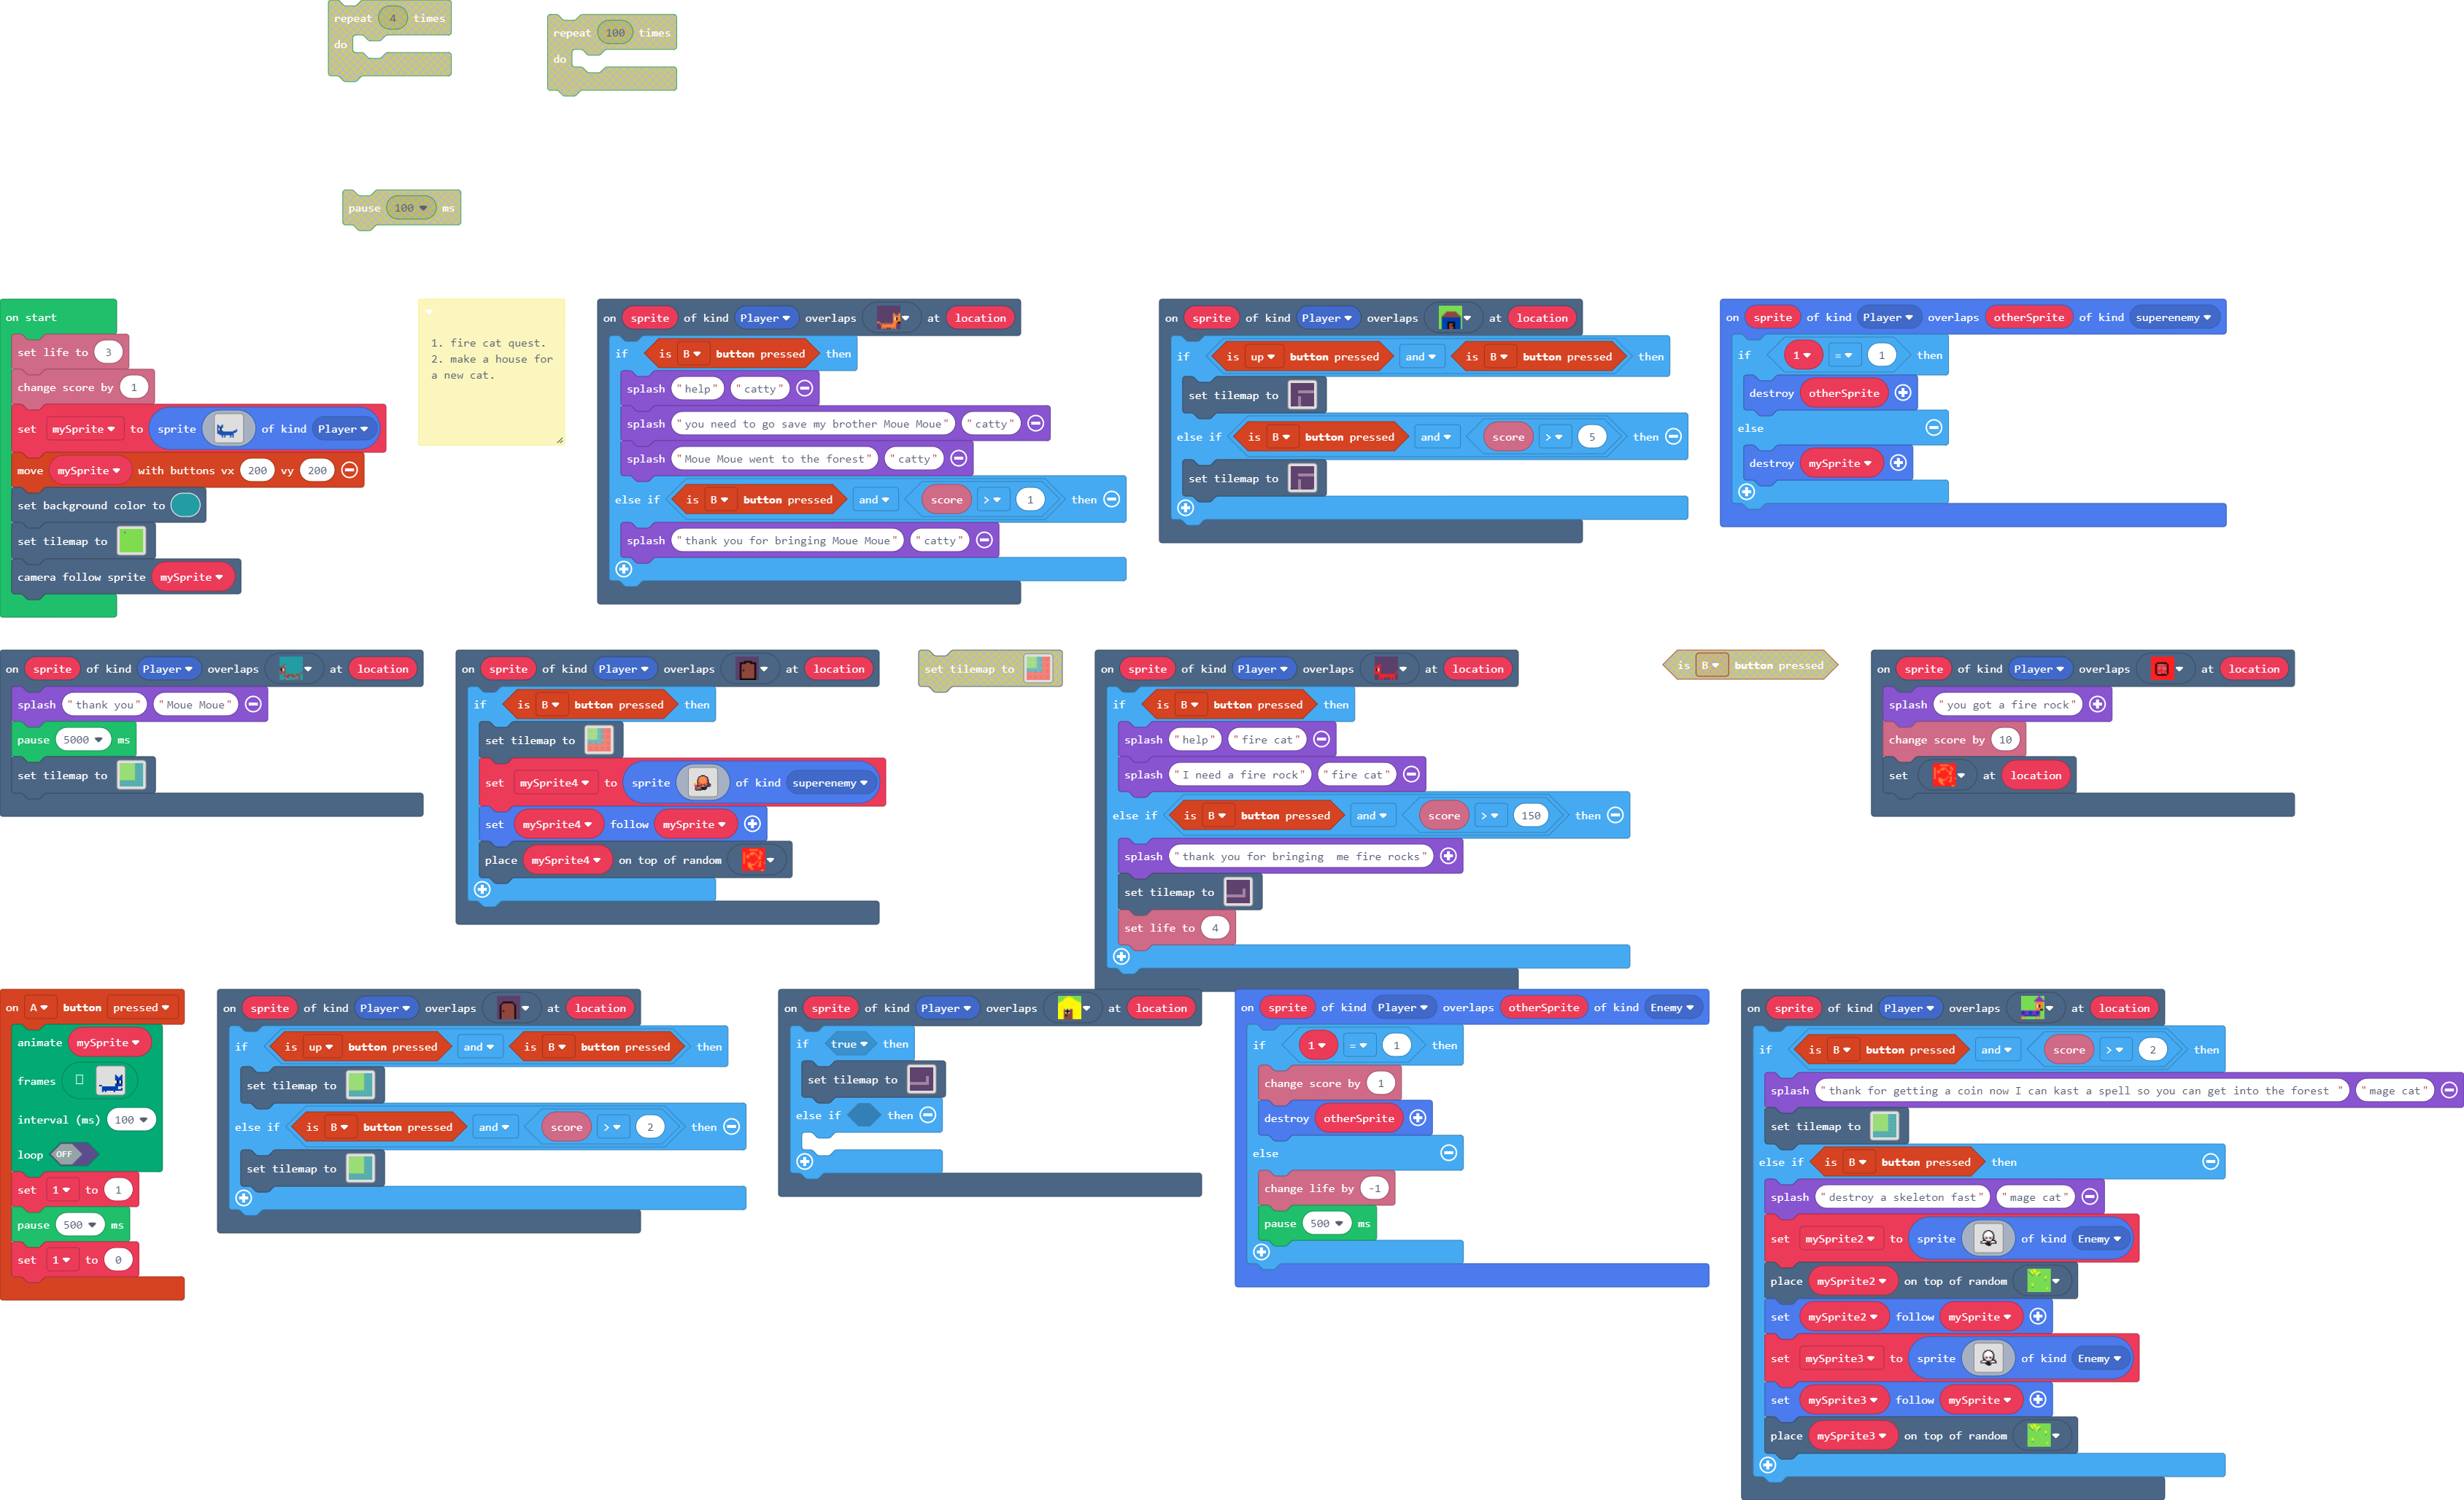 repeat 4 times
do
repeat 100 times
do
pause 100 ms
on start
set life to 3
change score by 1
set mySprite to sprite of kind Player
move mySprite with buttons vx 200 vy 200
set background color to
set tilemap to
camera follow sprite mySprite
1. fire cat quest.
2. make a house for
a new cat.
on sprite of kind Player overlaps at location
if is B button pressed then
splash "help" "catty"
splash "you need to go save my brother Moue Moue" "catty"
splash "Moue Moue went to the forest" "catty"
else if is B button pressed and score > 1 then
splash "thank you for bringing Moue Moue" "catty"
on sprite of kind Player overlaps at location
if is up button pressed and is B button pressed then
set tilemap to
else if is B button pressed and score > 5 then
set tilemap to
on sprite of kind Player overlaps otherSprite of kind superenemy
if 1 = 1 then
destroy otherSprite
else
destroy mySprite
on sprite of kind Player overlaps at location
splash "thank you" "Moue Moue"
pause 5000 ms
set tilemap to
on sprite of kind Player overlaps at location
if is B button pressed then
set tilemap to
set mySprite4 to sprite of kind superenemy
set mySprite4 follow mySprite
place mySprite4 on top of random
set tilemap to
on sprite of kind Player overlaps at location
if is B button pressed then
splash "help" "fire cat"
splash "I need a fire rock" "fire cat"
else if is B button pressed and score > 150 then
splash "thank you for bringing  me fire rocks"
set tilemap to
set life to 4
is B button pressed
on sprite of kind Player overlaps at location
splash "you got a fire rock"
change score by 10
set at location
on A button pressed
animate mySprite
frames
interval (ms) 100
loop OFF
set 1 to 1
pause 500 ms
set 1 to 0
on sprite of kind Player overlaps at location
if is up button pressed and is B button pressed then
set tilemap to
else if is B button pressed and score > 2 then
set tilemap to
on sprite of kind Player overlaps at location
if true then
set tilemap to
else if then
on sprite of kind Player overlaps otherSprite of kind Enemy
if 1 = 1 then
change score by 1
destroy otherSprite
else
change life by -1
pause 500 ms
on sprite of kind Player overlaps at location
if is B button pressed and score > 2 then
splash "thank for getting a coin now I can kast a spell so you can get into the forest " "mage cat"
set tilemap to
else if is B button pressed then
splash "destroy a skeleton fast" "mage cat"
set mySprite2 to sprite of kind Enemy
place mySprite2 on top of random
set mySprite2 follow mySprite
set mySprite3 to sprite of kind Enemy
set mySprite3 follow mySprite
place mySprite3 on top of random